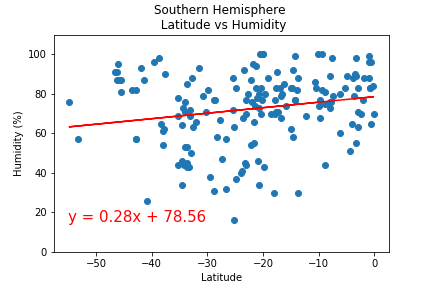 Southern Hemisphere
Latitude vs Humidity
100
80
60
40
20
0
Humidity (%)
y = 0.28x + 78.56
−50
−40
−30
−20
−10
0
Latitude